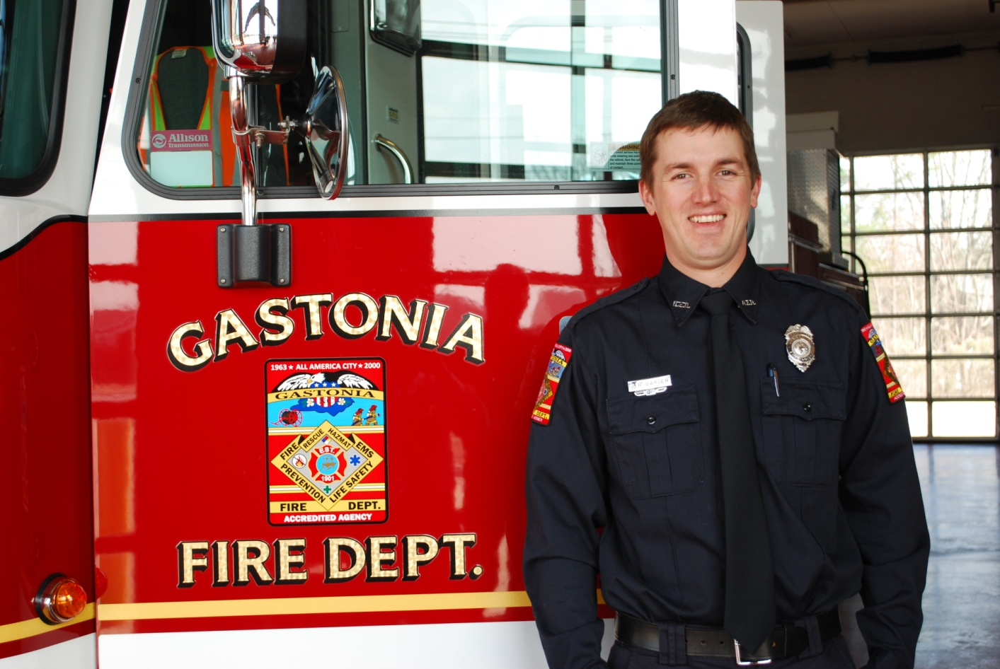 Allison
Transmission
WARNING
GASTONIA
1963 ★ ALL AMERICA CITY ★ 2000
GASTONIA
RESCUE HAZMAT
FIRE EMS
EST.
1901
PREVENTION LIFE SAFETY
FIRE DEPT.
ACCREDITED AGENCY
FIRE DEPT.